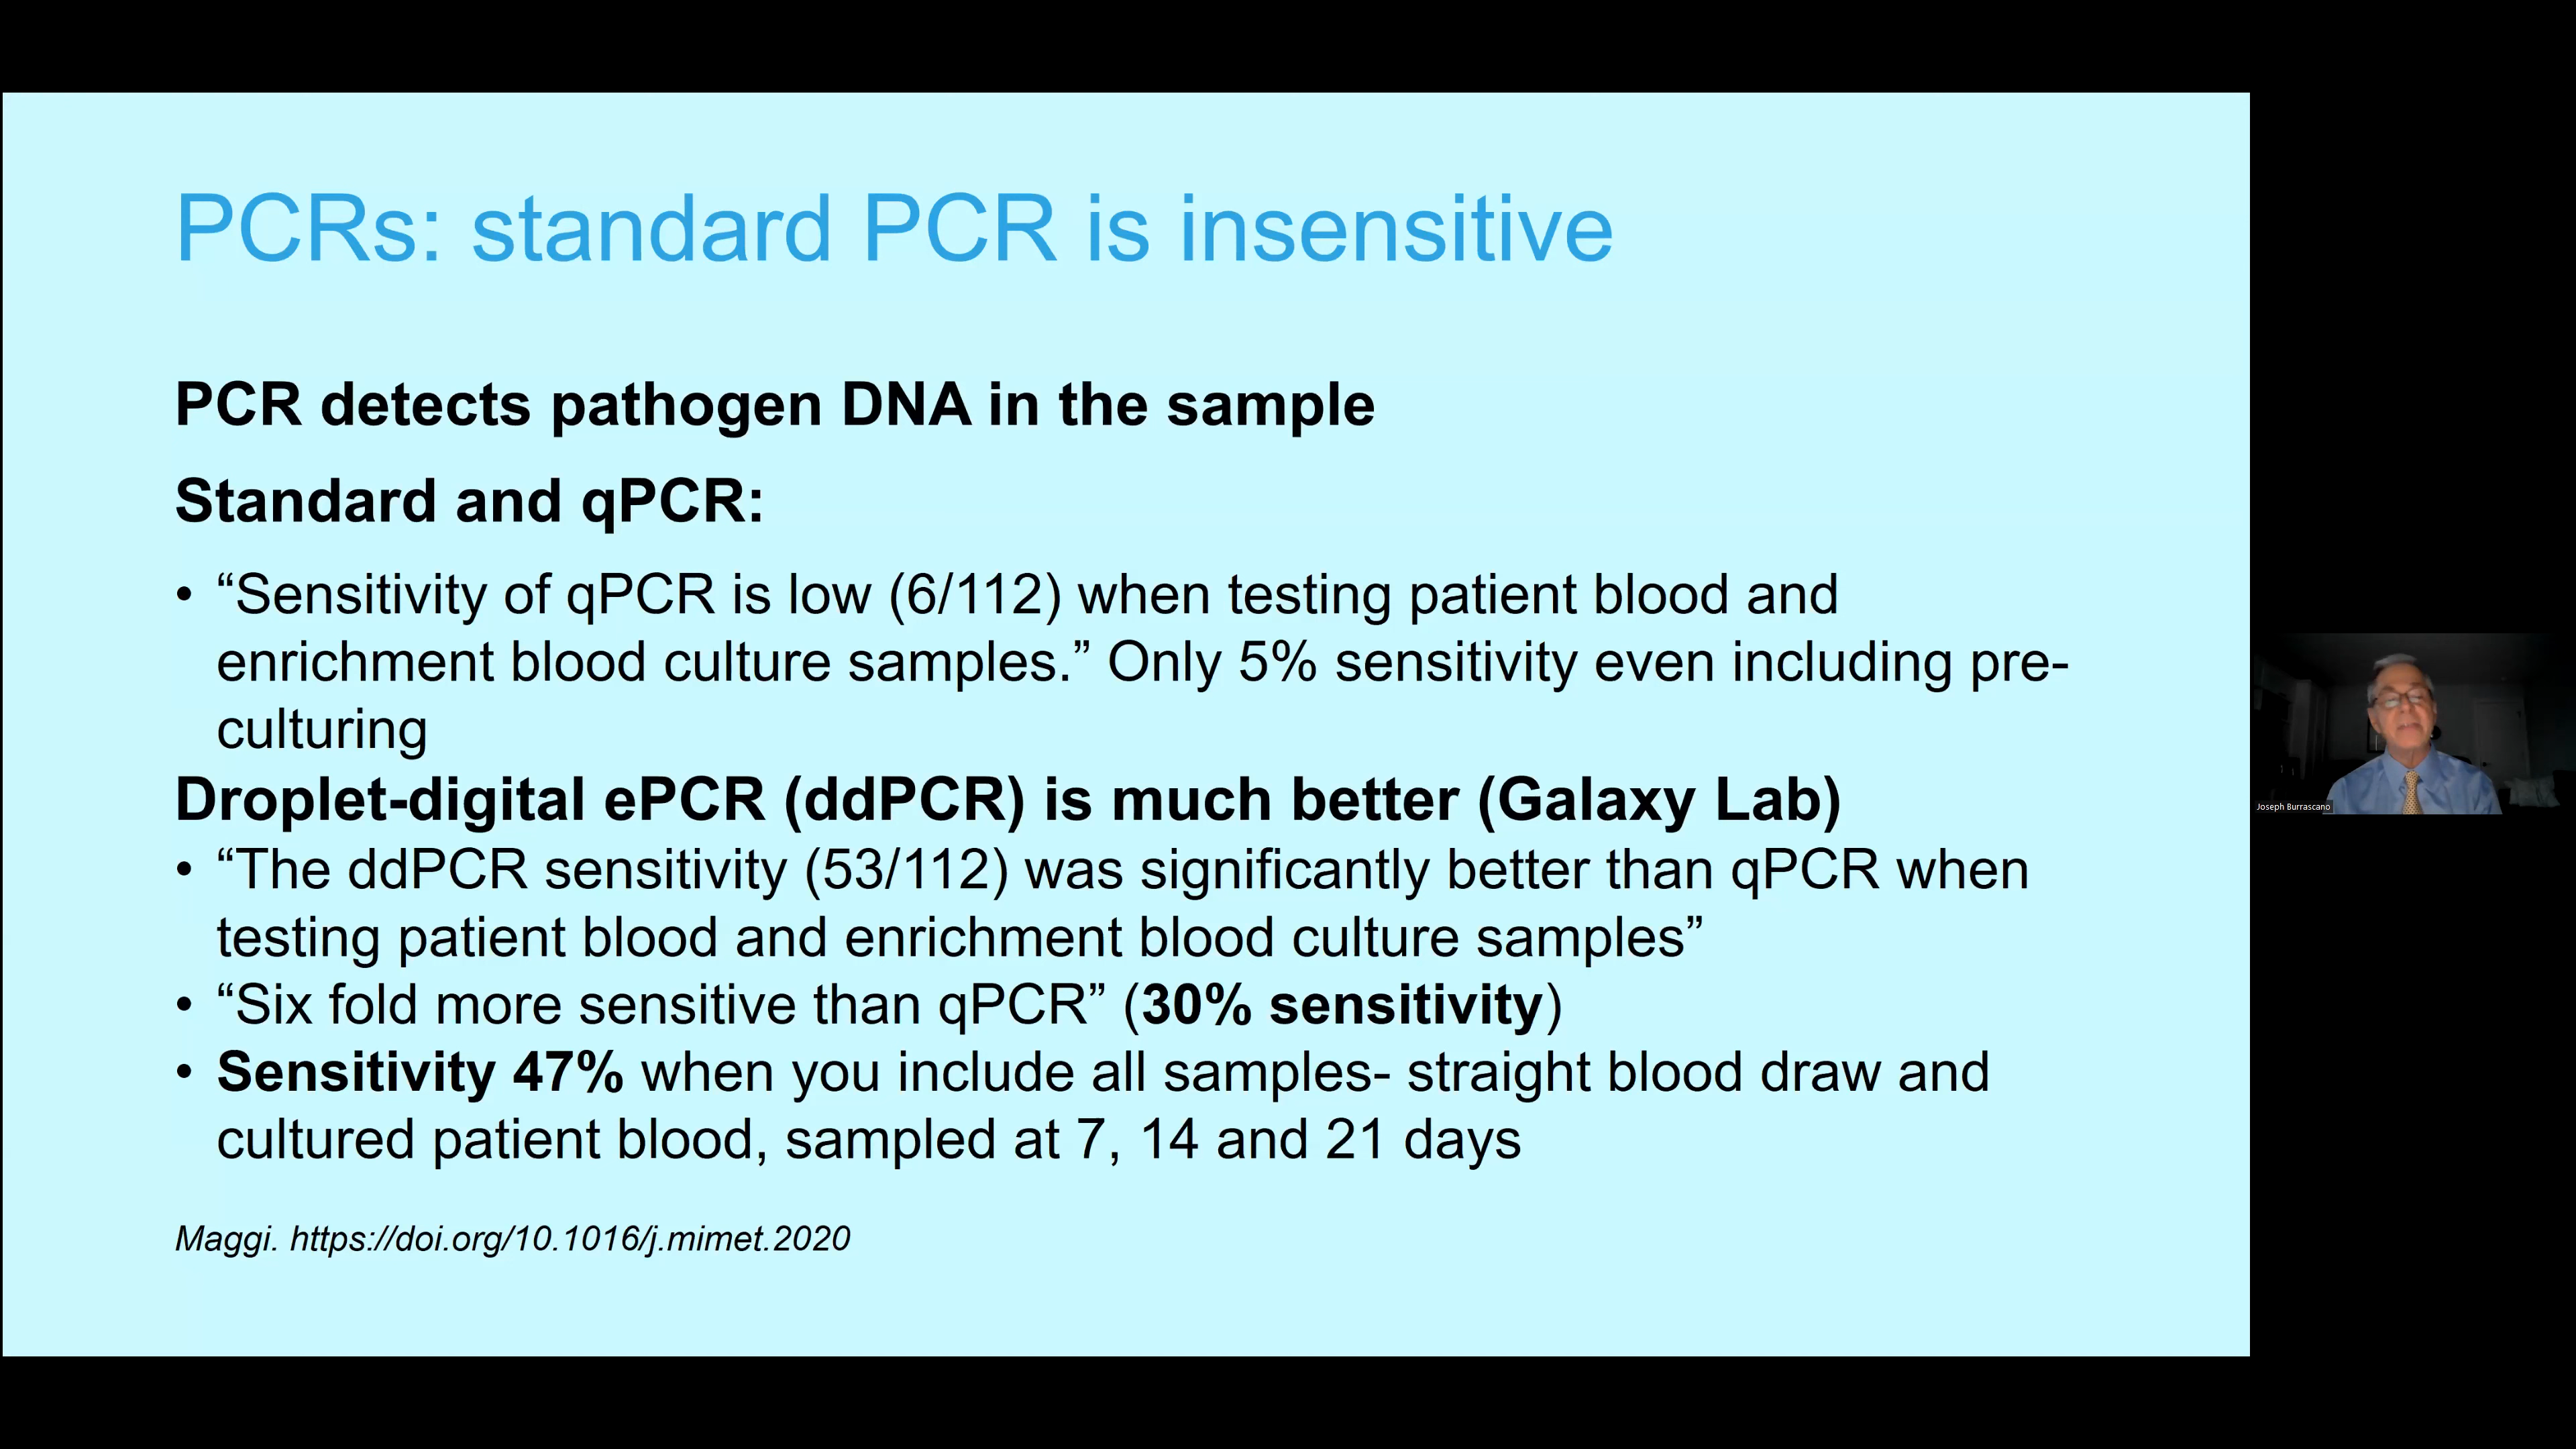 PCRs: standard PCR is insensitive
PCR detects pathogen DNA in the sample
Standard and qPCR:
• “Sensitivity of qPCR is low (6/112) when testing patient blood and
enrichment blood culture samples.” Only 5% sensitivity even including pre-
culturing
Droplet-digital ePCR (ddPCR) is much better (Galaxy Lab)
• “The ddPCR sensitivity (53/112) was significantly better than qPCR when
testing patient blood and enrichment blood culture samples”
• “Six fold more sensitive than qPCR” (30% sensitivity)
• Sensitivity 47% when you include all samples- straight blood draw and
cultured patient blood, sampled at 7, 14 and 21 days
Maggi. https://doi.org/10.1016/j.mimet.2020
Joseph Burrascano